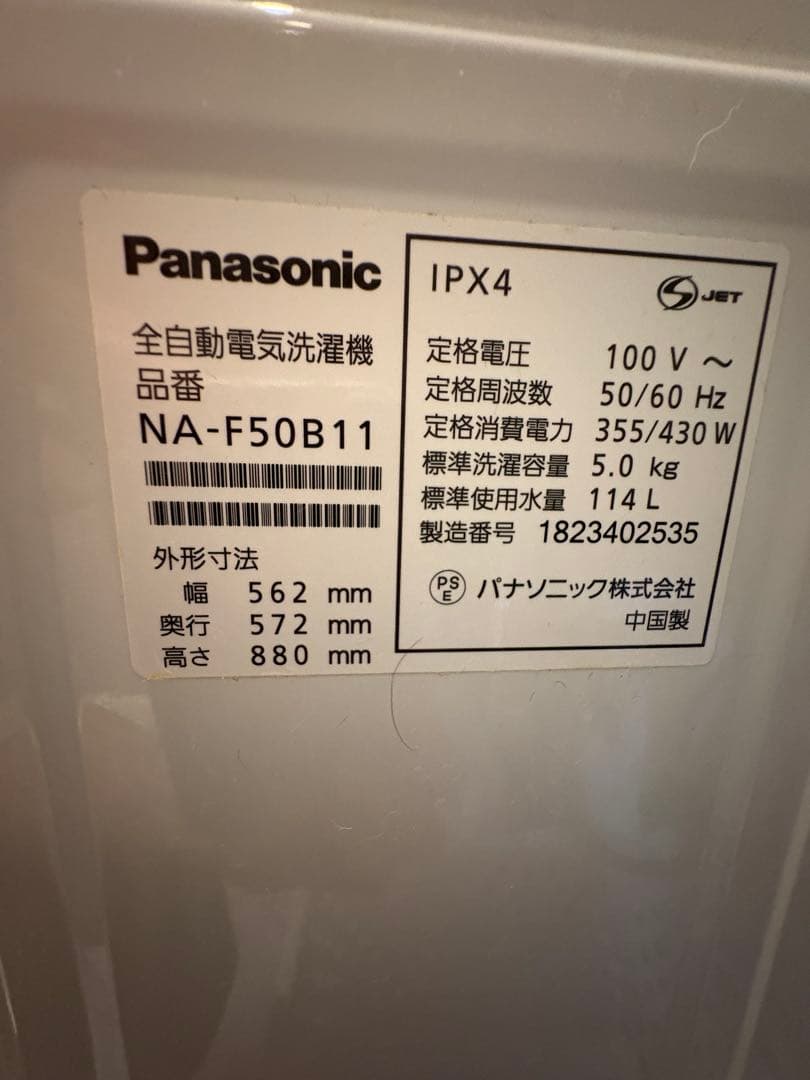 Panasonic
全自動電気洗濯機
品番
NA-F50B11
外形寸法
幅 562 mm
奥行 572 mm
高さ 880 mm
IPX4
S JET
定格電圧 100 V ～
定格周波数 50/60 Hz
定格消費電力 355/430 W
標準洗濯容量 5.0 kg
標準使用水量 114 L
製造番号 1823402535
PSE パナソニック株式会社
中国製